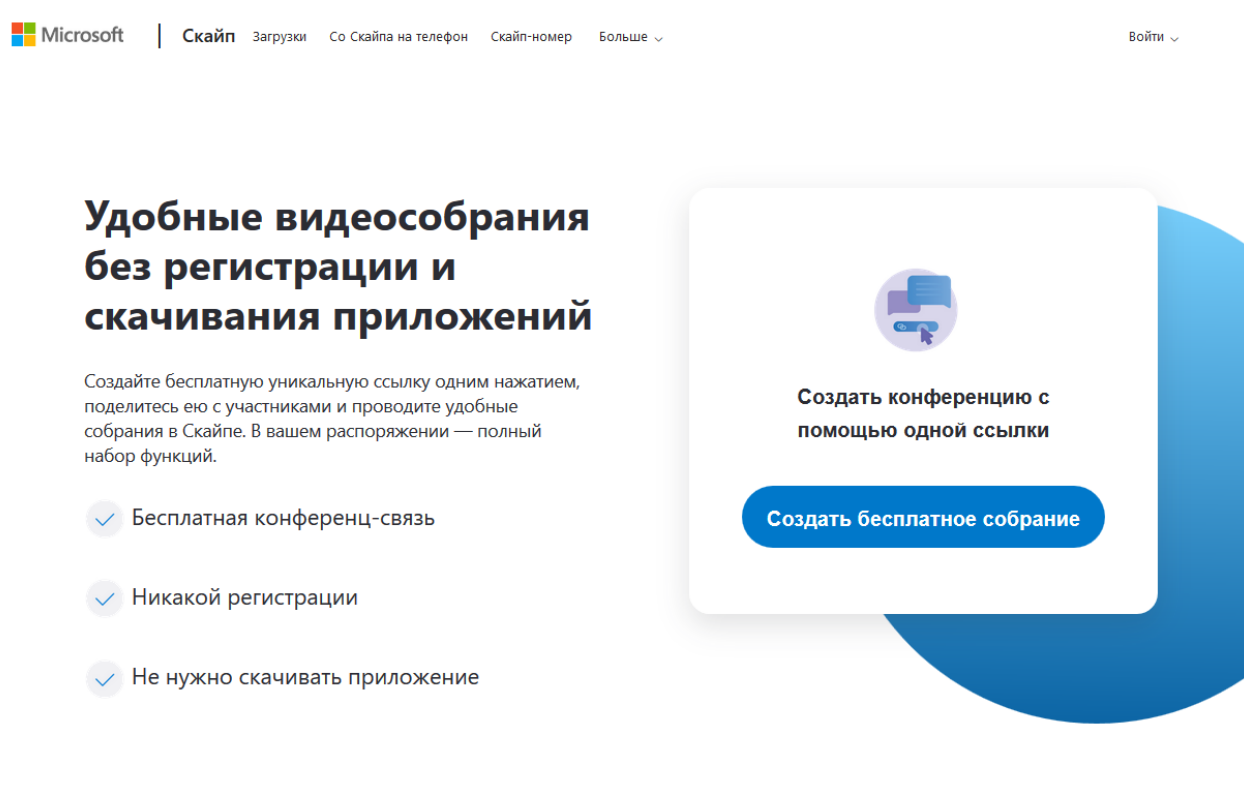 Microsoft | Скайп Загрузки Со Скайпа на телефон Скайп-номер Больше Войти
Удобные видеособрания
без регистрации и
скачивания приложений
Создайте бесплатную уникальную ссылку одним нажатием,
поделитесь ею с участниками и проводите удобные
собрания в Скайпе. В вашем распоряжении — полный
набор функций.
Бесплатная конференц-связь
Никакой регистрации
Не нужно скачивать приложение
Создать конференцию с
помощью одной ссылки
Создать бесплатное собрание